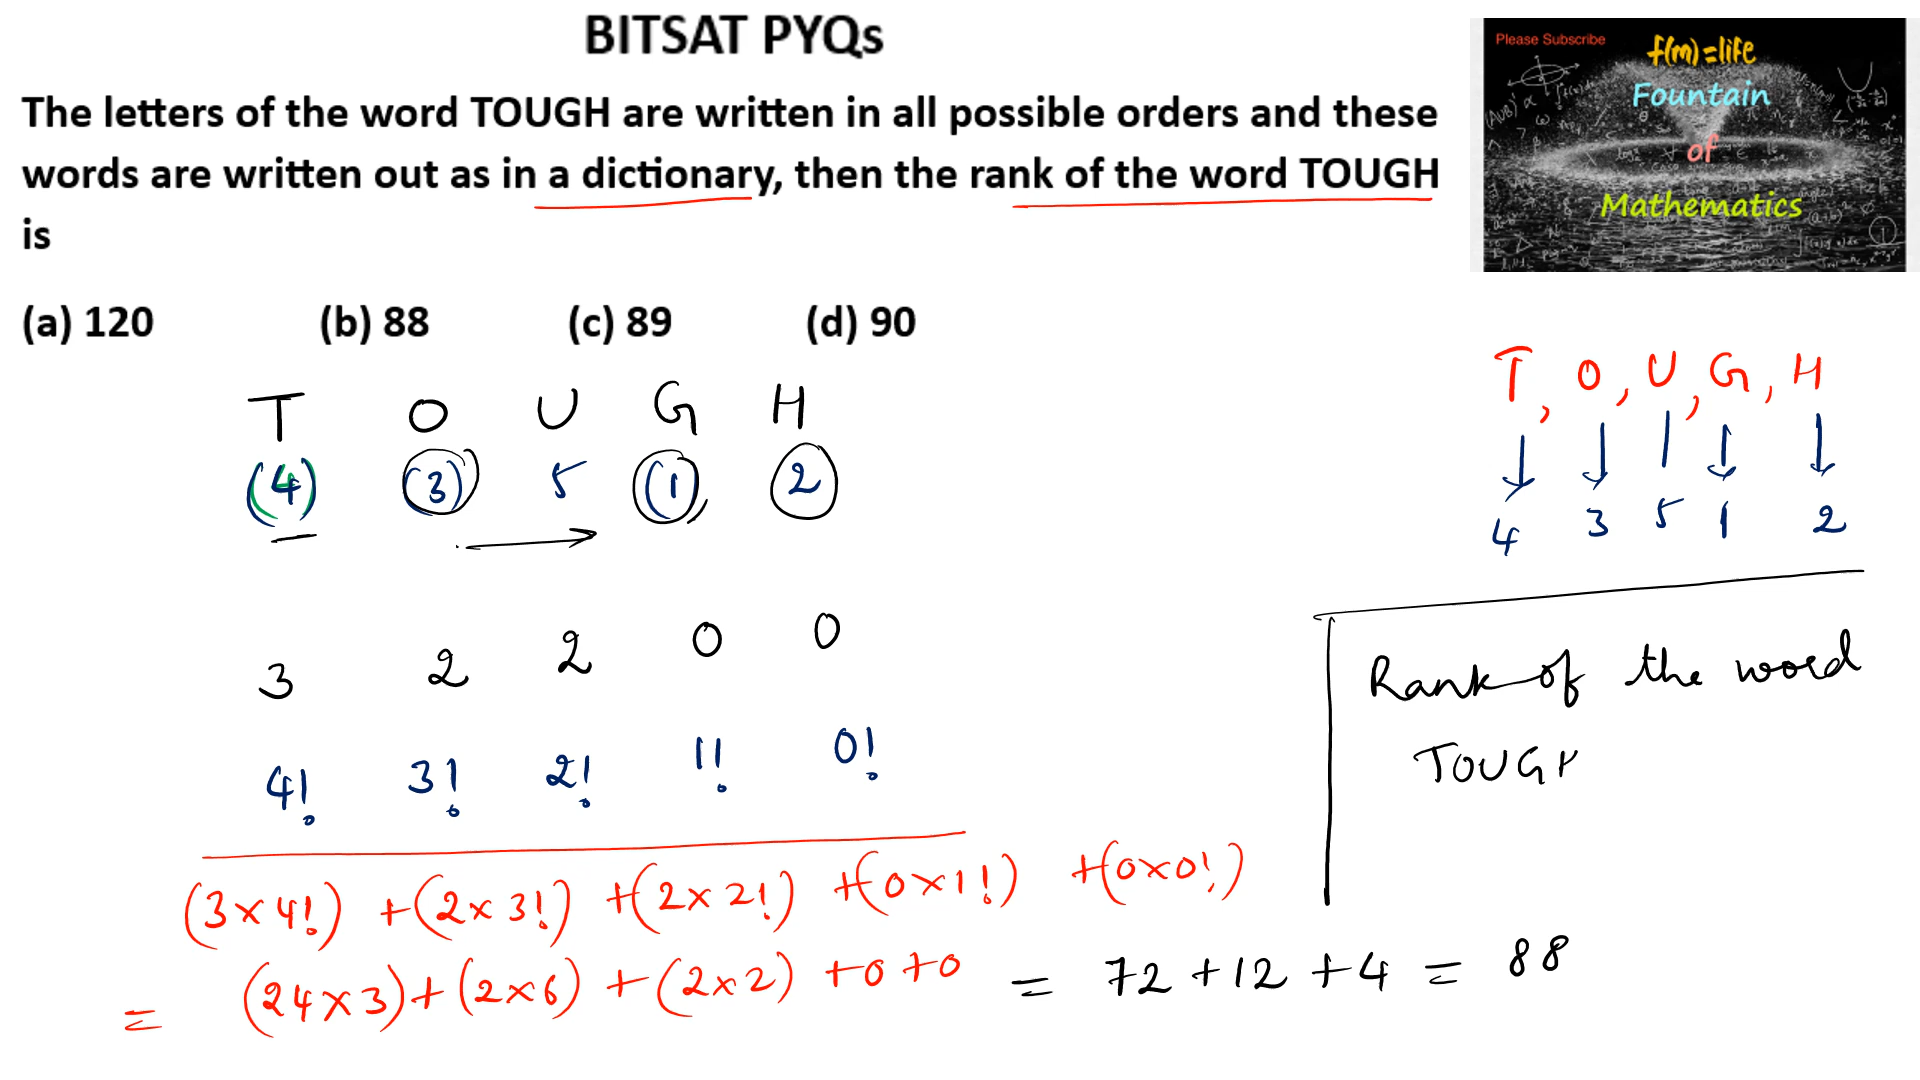 BITSAT PYQs
Please Subscribe
f(m)=life
Fountain
of
Mathematics
The letters of the word TOUGH are written in all possible orders and these
words are written out as in a dictionary, then the rank of the word TOUGH
is
(a) 120 (b) 88 (c) 89 (d) 90
T O U G H
(4) (3) 5 (1) 2
T, O, U, G, H
4 3 5 1 2
3 2 2 0 0
4! 3! 2! 1! 0!
Rank of the word
TOUGH
(3×4!) +(2×3!) +(2×2!) +(0×1!) +(0×0!)
= (24×3)+(2×6) +(2×2) +0+0 = 72+12+4 = 88